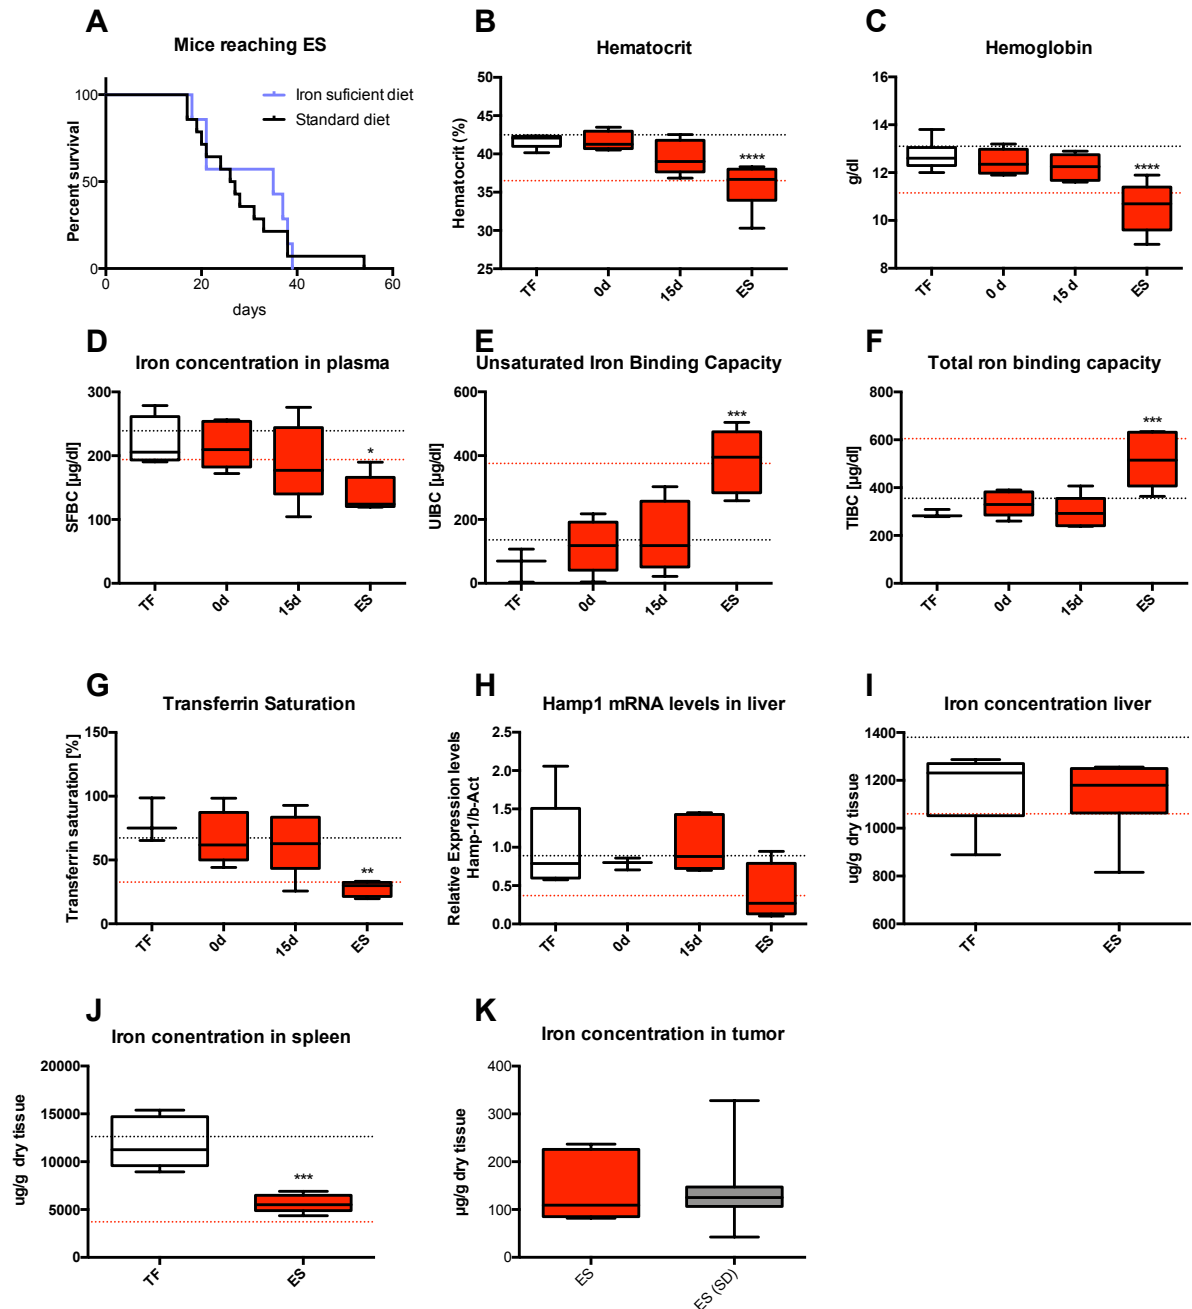 A
Mice reaching ES
Percent survival
100
50
0
0 20 40 60
days
Iron suficient diet
Standard diet
B
Hematocrit
Hematocrit (%)
50
45
40
35
30
25
****
TF 0d 15d ES
C
Hemoglobin
g/dl
16
14
12
10
8
****
TF 0 d 15 d ES
D
Iron concentration in plasma
SFBC [µg/dl]
300
200
100
0
*
TF 0d 15d ES
E
Unsaturated Iron Binding Capacity
UIBC [µg/dl]
600
400
200
0
***
TF 0d 15d ES
F
Total ron binding capacity
TIBC [µg/dl]
800
600
400
200
0
***
TF 0d 15d ES
G
Transferrin Saturation
Transferrin saturation [%]
150
100
50
0
**
TF 0d 15d ES
H
Hamp1 mRNA levels in liver
Relative Expression levels
Hamp-1/b-Act
2.5
2.0
1.5
1.0
0.5
0.0
TF 0d 15d ES
I
Iron concentration liver
ug/g dry tissue
1400
1200
1000
800
600
TF ES
J
Iron conentration in spleen
ug/g dry tissue
20000
15000
10000
5000
0
***
TF ES
K
Iron concentration in tumor
µg/g dry tissue
400
300
200
100
0
ES ES (SD)